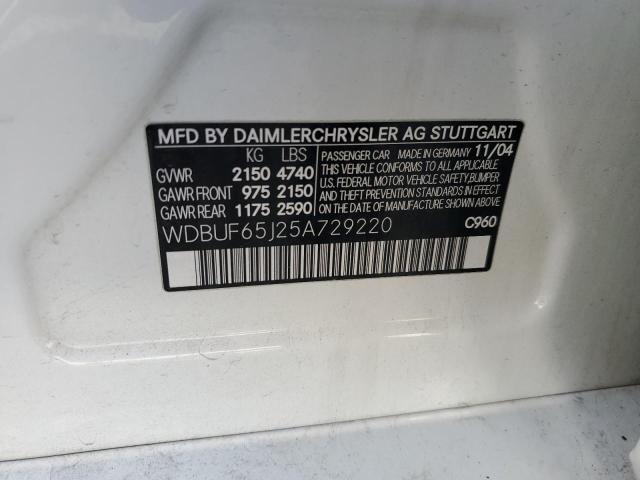 MFD BY DAIMLERCHRYSLER AG STUTTGART
KG LBS PASSENGER CAR MADE IN GERMANY 11/04
GVWR 2150 4740 THIS VEHICLE CONFORMS TO ALL APPLICABLE
U.S. FEDERAL MOTOR VEHICLE SAFETY, BUMPER
GAWR FRONT 975 2150 AND THEFT PREVENTION STANDARDS IN EFFECT
GAWR REAR 1175 2590 ON THE DATE OF MANUFACTURE SHOWN ABOVE.
WDBUF65J25A729220 C960